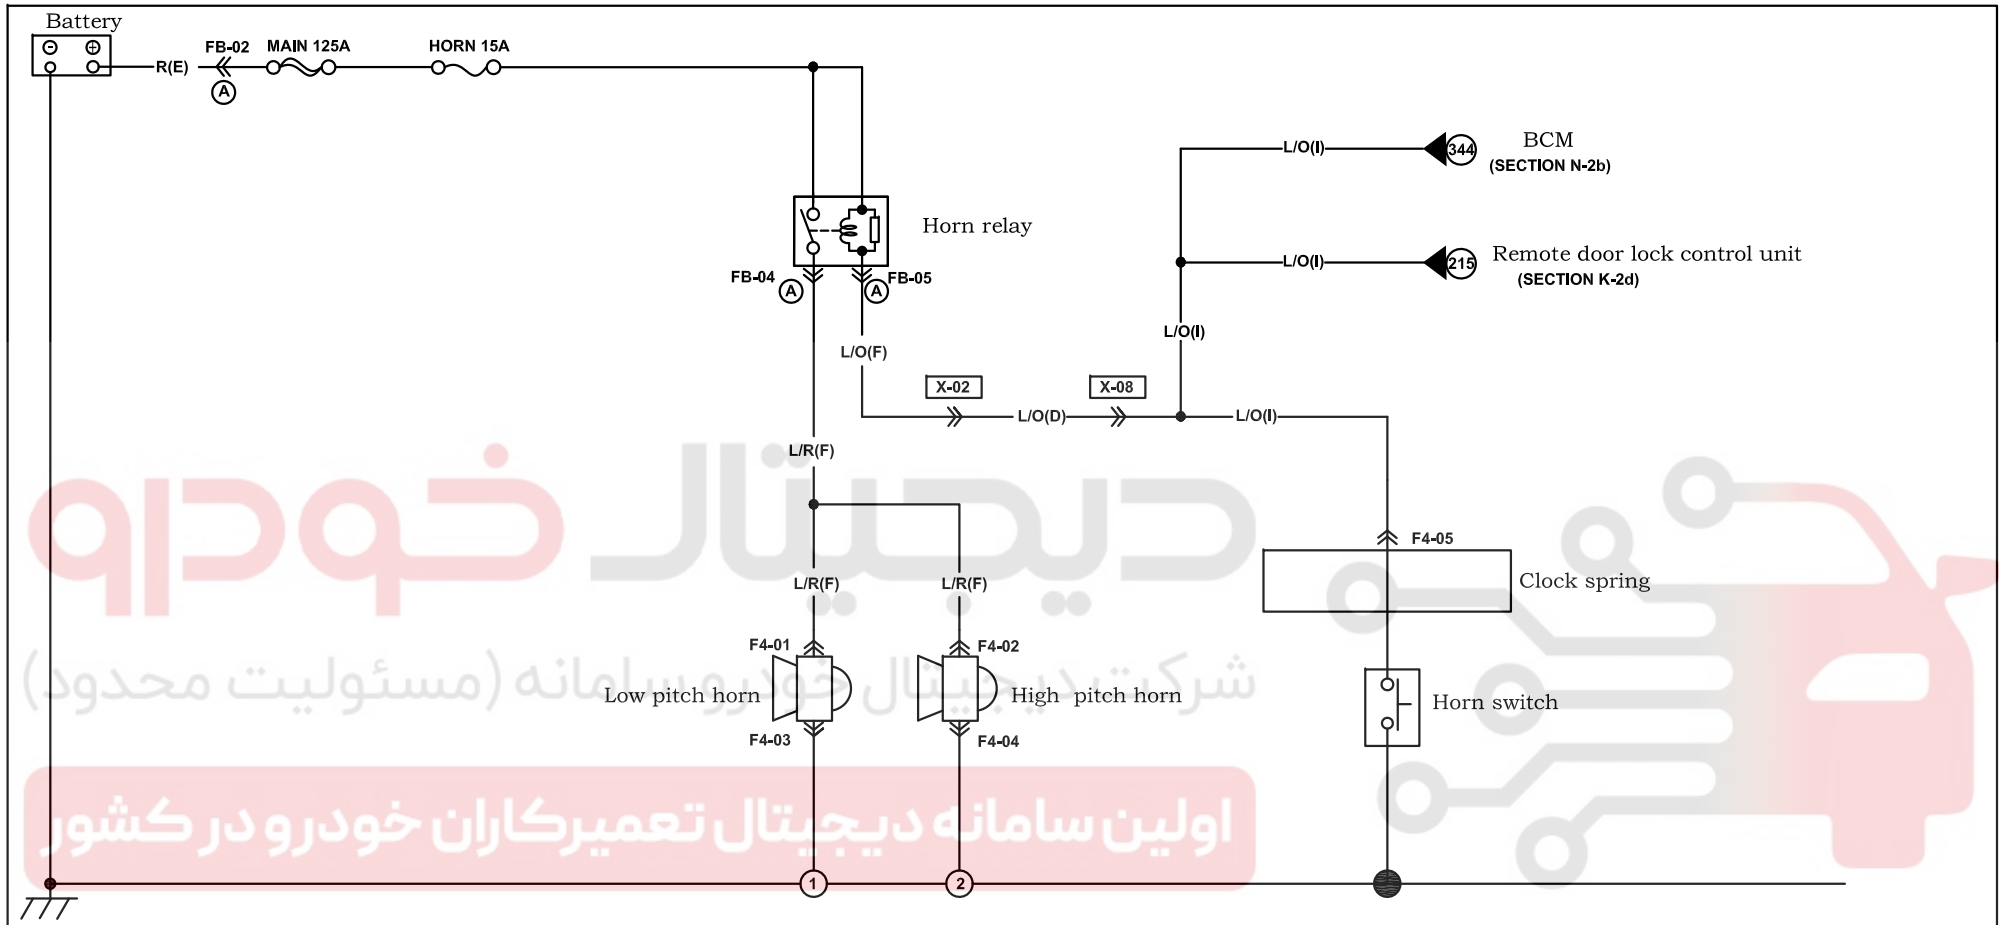 Battery
FB-02 MAIN 125A HORN 15A
R(E)
A
L/O(I) 344 BCM
(SECTION N-2b)
Horn relay
L/O(I) 215 Remote door lock control unit
(SECTION K-2d)
FB-04 A A FB-05
L/O(I)
L/O(F)
X-02 X-08
L/O(D) L/O(I)
L/R(F)
دیجیتال خودرو
F4-05
L/R(F) L/R(F)
Clock spring
F4-01 F4-02
شرکت دیجیتال خودرو سامانه (مسئولیت محدود)
Low pitch horn High pitch horn Horn switch
F4-03 F4-04
اولین سامانه دیجیتال تعمیرکاران خودرو در کشور
1 2